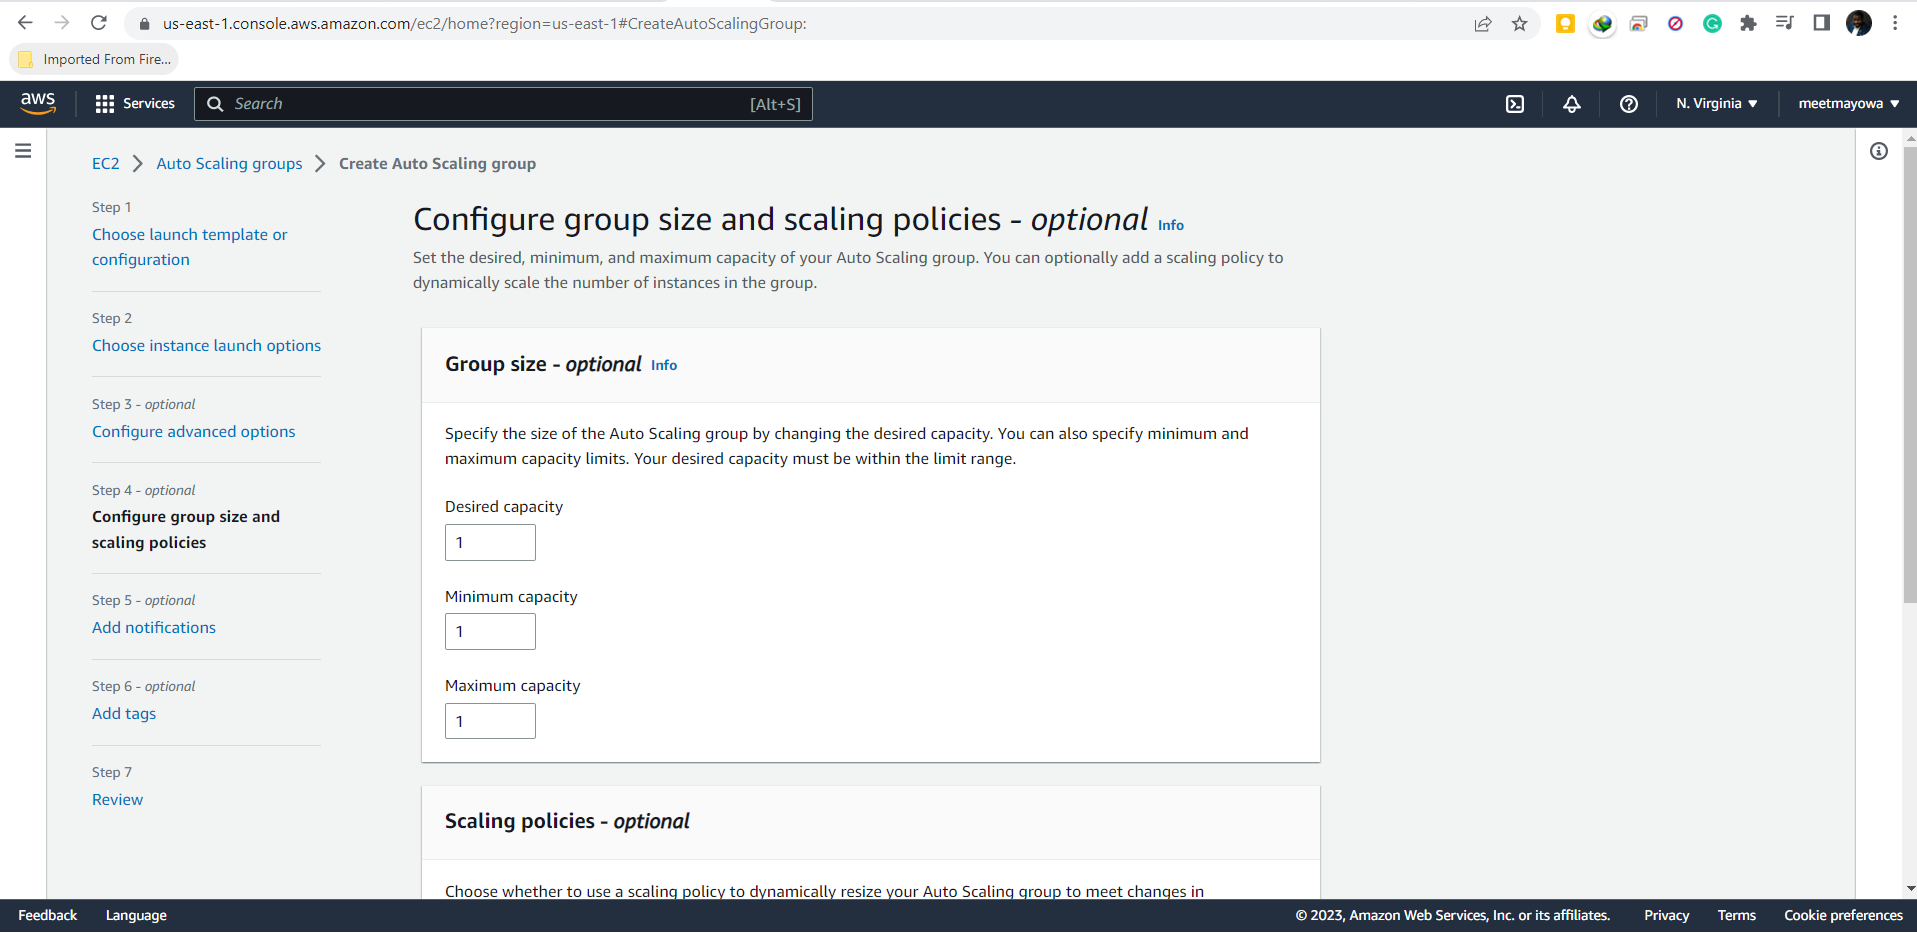 us-east-1.console.aws.amazon.com/ec2/home?region=us-east-1#CreateAutoScalingGroup:
Imported From Fire...
aws
Services
Search
[Alt+S]
N. Virginia
meetmayowa
EC2
Auto Scaling groups
Create Auto Scaling group
Step 1
Choose launch template or
configuration
Step 2
Choose instance launch options
Step 3 - optional
Configure advanced options
Step 4 - optional
Configure group size and
scaling policies
Step 5 - optional
Add notifications
Step 6 - optional
Add tags
Step 7
Review
Configure group size and scaling policies - optional Info
Set the desired, minimum, and maximum capacity of your Auto Scaling group. You can optionally add a scaling policy to
dynamically scale the number of instances in the group.
Group size - optional Info
Specify the size of the Auto Scaling group by changing the desired capacity. You can also specify minimum and
maximum capacity limits. Your desired capacity must be within the limit range.
Desired capacity
1
Minimum capacity
1
Maximum capacity
1
Scaling policies - optional
Choose whether to use a scaling policy to dynamically resize your Auto Scaling group to meet changes in
Feedback
Language
© 2023, Amazon Web Services, Inc. or its affiliates.
Privacy
Terms
Cookie preferences